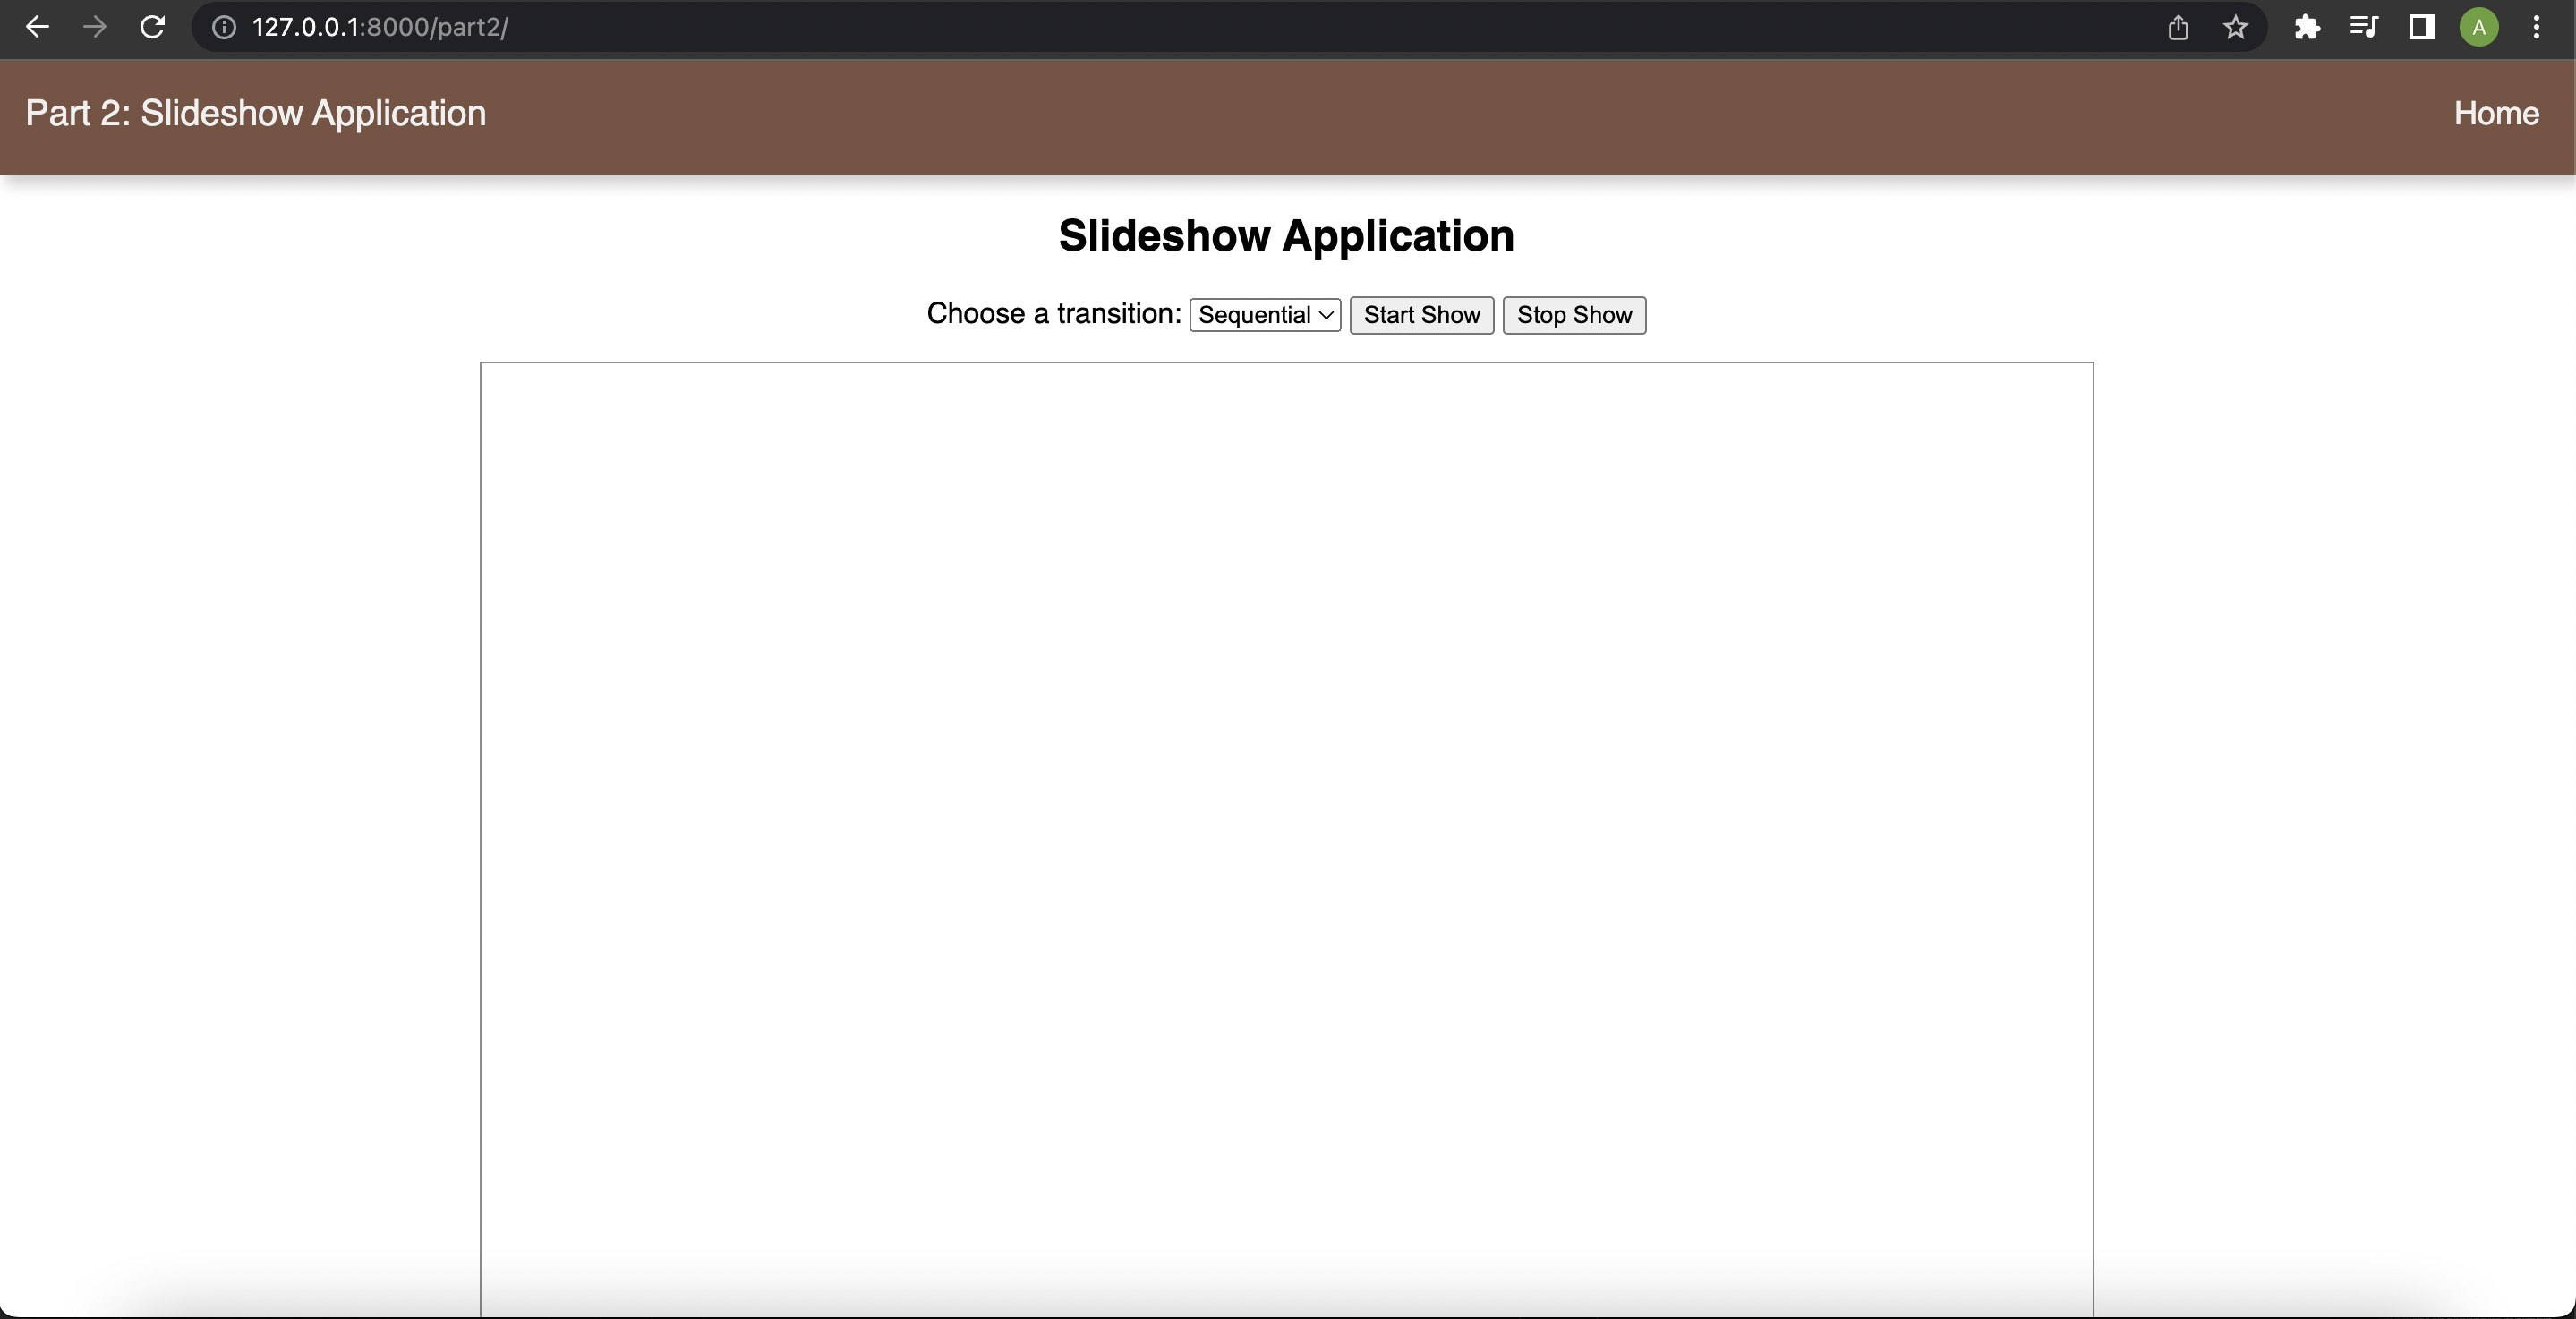 127.0.0.1:8000/part2/
A
Part 2: Slideshow Application
Home
Slideshow Application
Choose a transition: Sequential Start Show Stop Show